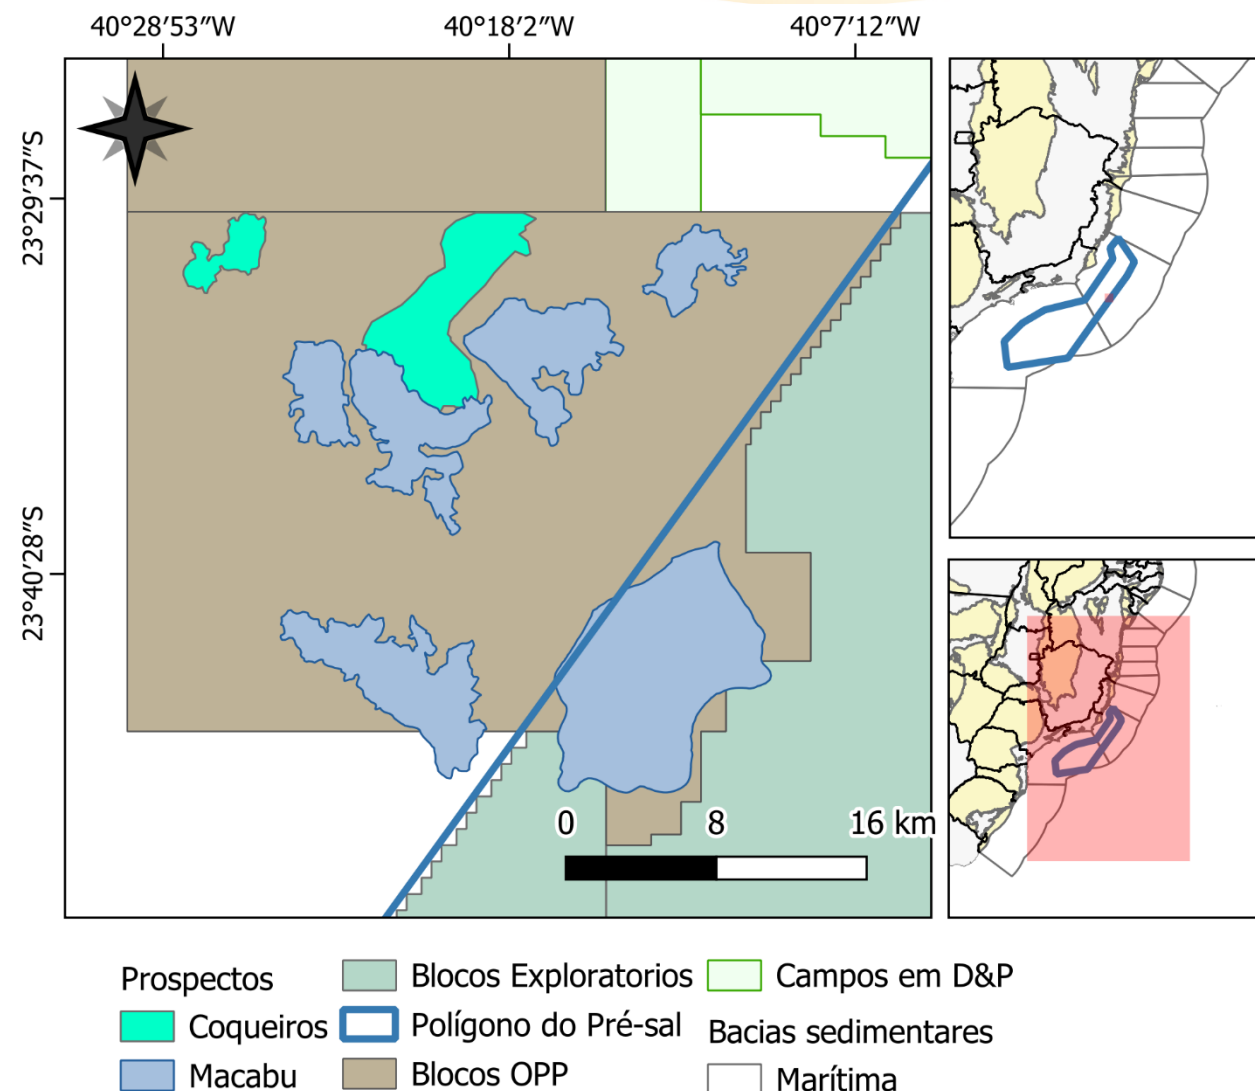 40°28′53″W 40°18′2″W 40°7′12″W
23°29′37″S
23°40′28″S
0 8 16 km
Prospectos
Coqueiros
Macabu
Blocos Exploratorios
Polígono do Pré-sal
Blocos OPP
Campos em D&P
Bacias sedimentares
Marítima